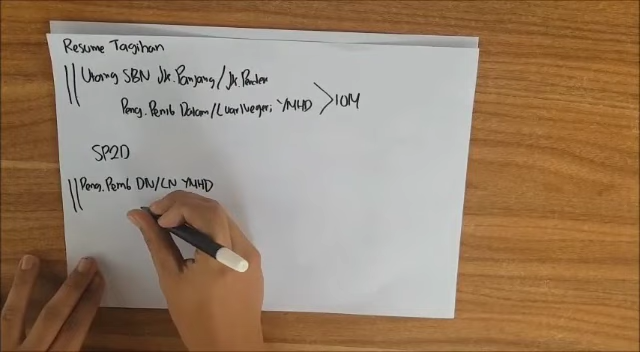 Resume Tagihan
Utang SBN Jk. Panjang / Jk. Pendek
Peng. Pemb Dalam/Luar Negeri YMHD > 10M
SP2D
Peng. Pemb DN/LN YMHD